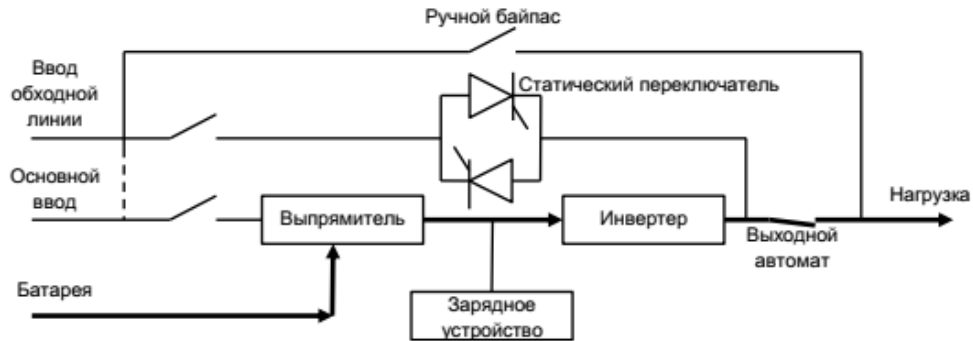 Ручной байпас
Ввод
обходной
линии
Статический переключатель
Основной
ввод
Выпрямитель
Инвертер
Нагрузка
Выходной
автомат
Батарея
Зарядное
устройство